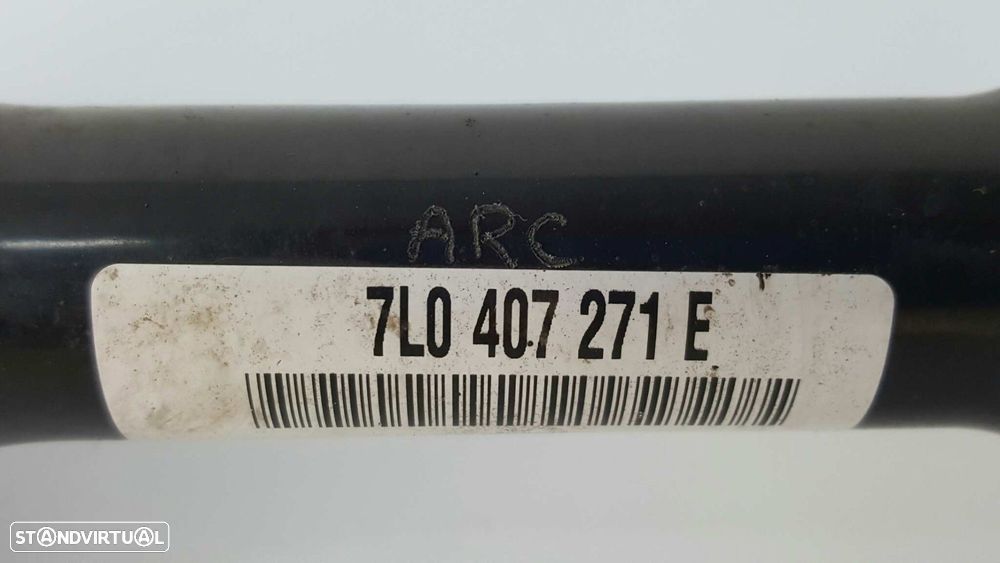 ARC
7L0 407 271 E
STANDVIRTUAL